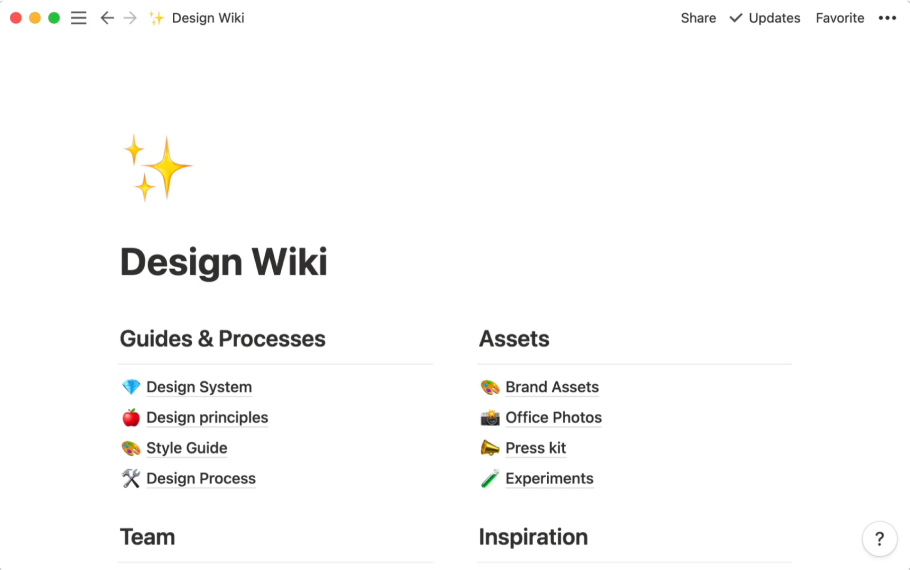 Design Wiki
Share Updates Favorite
Design Wiki
Guides & Processes
Design System
Design principles
Style Guide
Design Process
Assets
Brand Assets
Office Photos
Press kit
Experiments
Team
Inspiration
?